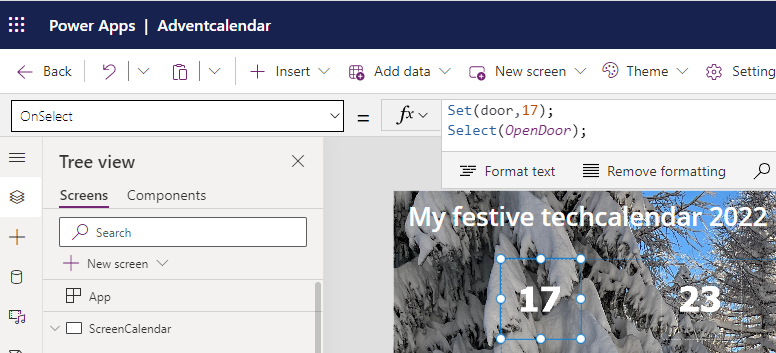 Power Apps | Adventcalendar
Back Insert Add data New screen Theme Setting
OnSelect = fx Set(door,17);
Select(OpenDoor);
Format text Remove formatting
Tree view
Screens Components
Search
New screen
App
ScreenCalendar
My festive techcalendar 2022
17 23